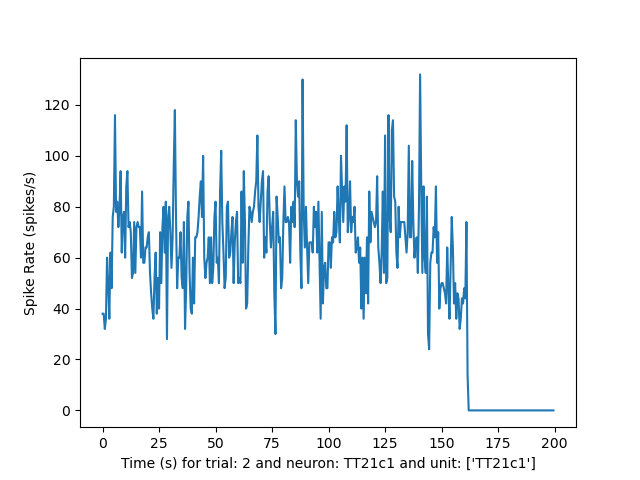 120
100
80
60
40
20
0
Spike Rate (spikes/s)
0 25 50 75 100 125 150 175 200
Time (s) for trial: 2 and neuron: TT21c1 and unit: ['TT21c1']